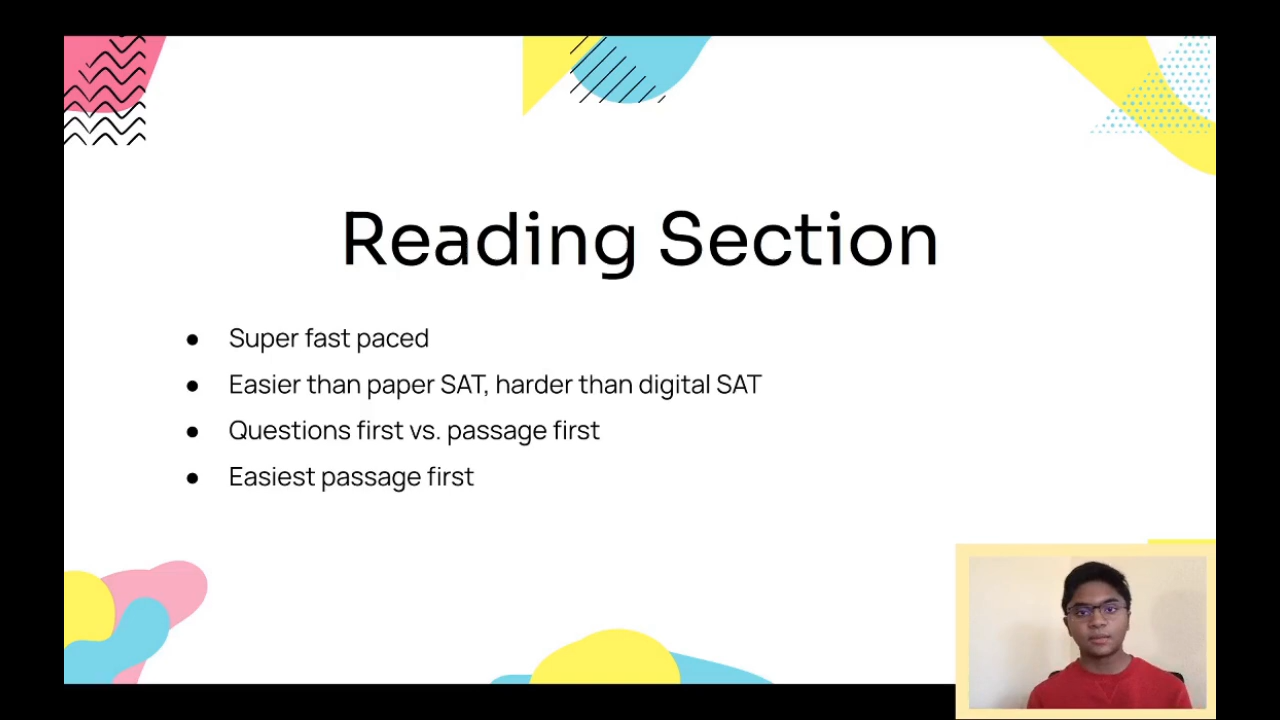 Reading Section
● Super fast paced
● Easier than paper SAT, harder than digital SAT
● Questions first vs. passage first
● Easiest passage first